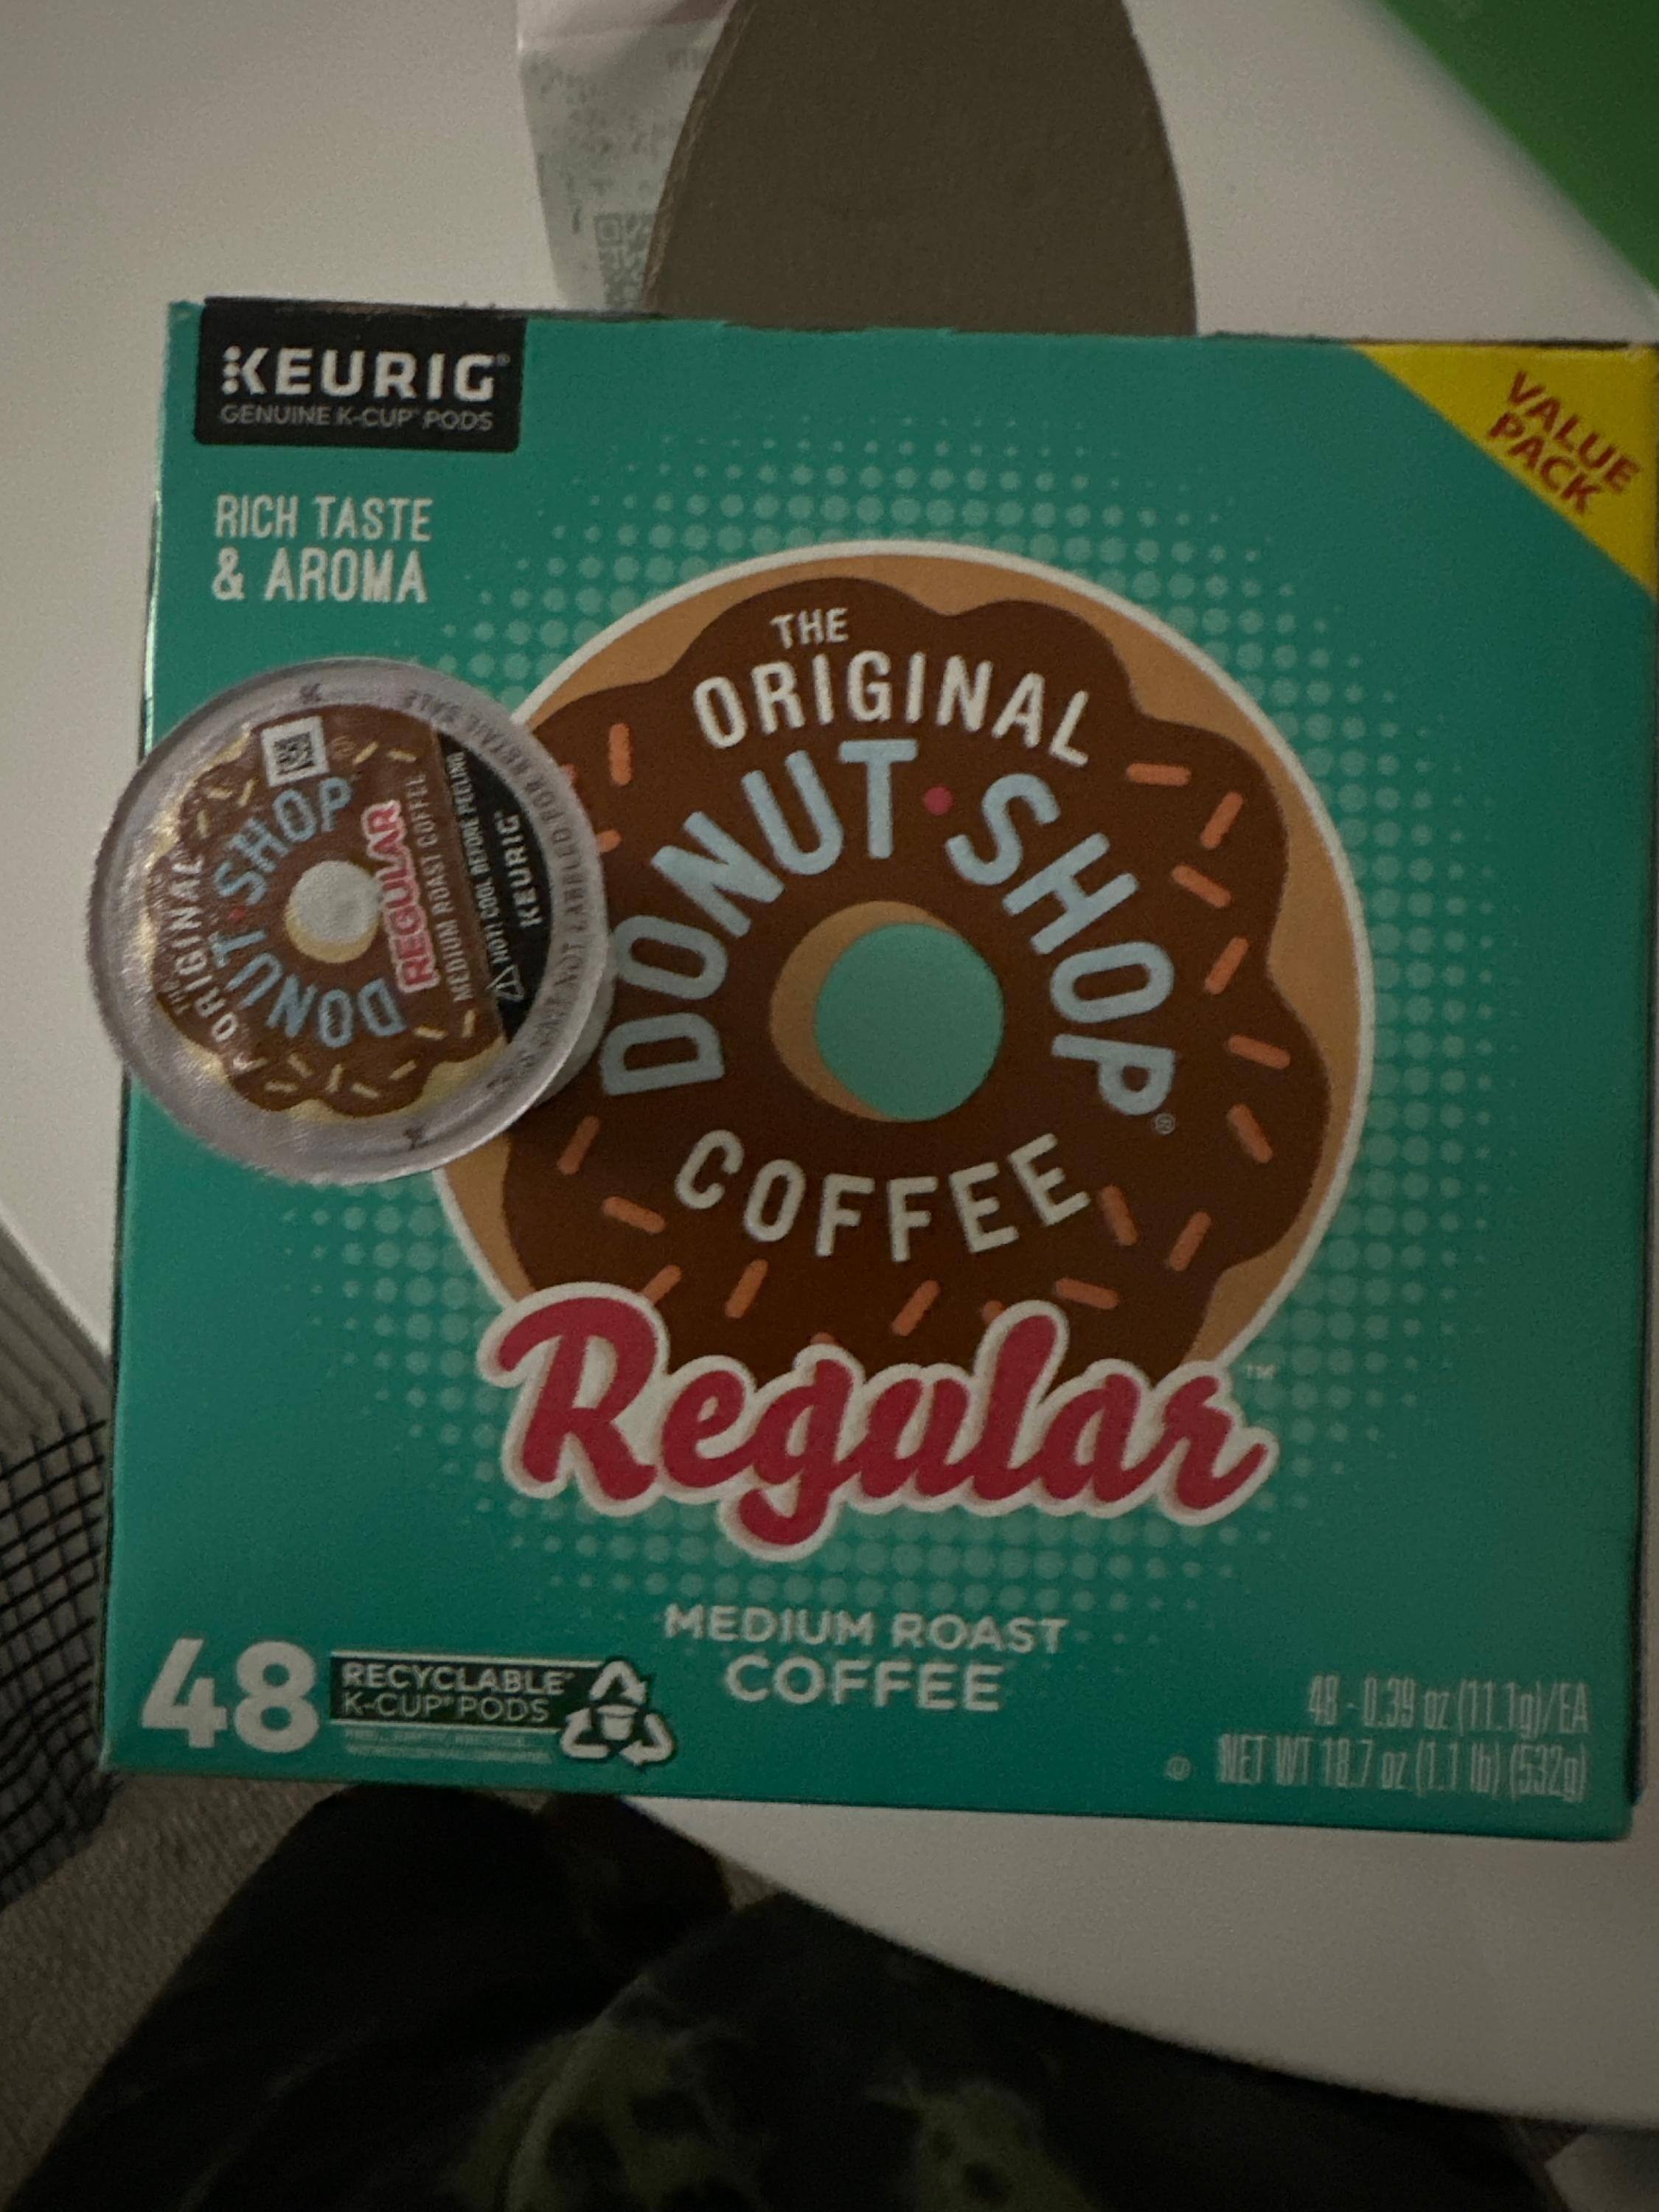 KEURIG®
GENUINE K-CUP® PODS
VALUE
PACK
RICH TASTE
& AROMA
THE
ORIGINAL
DONUT•SHOP®
COFFEE
Regular™
MEDIUM ROAST
COFFEE
48
RECYCLABLE*
K-CUP® PODS
48 - 0.39 oz (11.1g)/EA
NET WT 18.7 oz (1.1 lb) (532g)
THE
ORIGINAL
DONUT•SHOP
REGULAR
MEDIUM ROAST COFFEE
HOT! COOL BEFORE PEELING
KEURIG®
NOT LABELED FOR RETAIL SALE